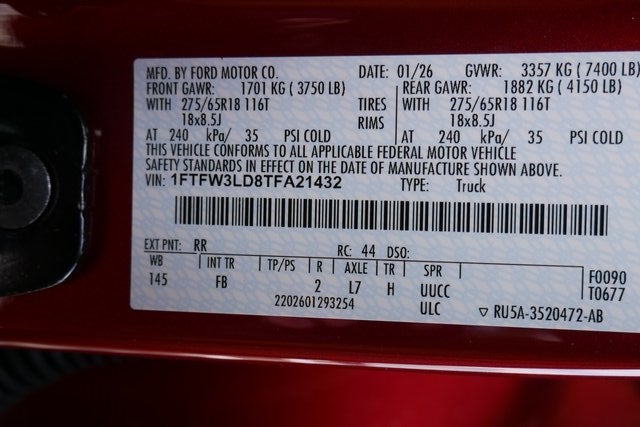 MFD. BY FORD MOTOR CO. DATE: 01/26 GVWR: 3357 KG (7400 LB)
FRONT GAWR: 1701 KG (3750 LB) REAR GAWR: 1882 KG (4150 LB)
WITH 275/65R18 116T TIRES WITH 275/65R18 116T
18x8.5J RIMS 18x8.5J
AT 240 kPa/ 35 PSI COLD AT 240 kPa/ 35 PSI COLD
THIS VEHICLE CONFORMS TO ALL APPLICABLE FEDERAL MOTOR VEHICLE
SAFETY STANDARDS IN EFFECT ON THE DATE OF MANUFACTURE SHOWN ABOVE.
VIN: 1FTFW3LD8TFA21432 TYPE: Truck
EXT PNT: RR RC: 44 DSO:
WB INT TR TP/PS R AXLE TR SPR F0090
145 FB 2 L7 H UUCC T0677
2202601293254 ULC ▽ RU5A-3520472-AB